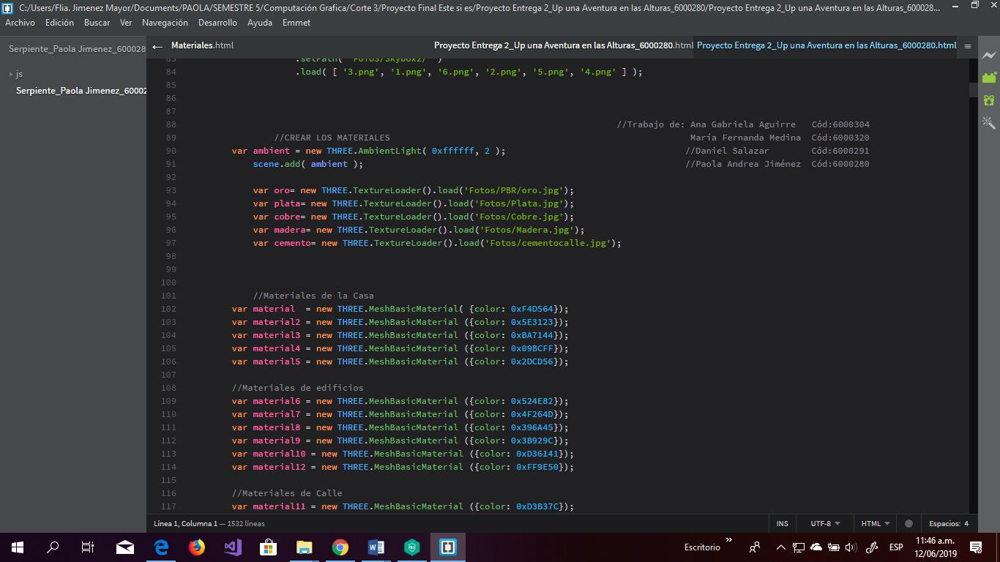 C:/Users/Flia. Jimenez Mayor/Documents/PAOLA/SEMESTRE 5/Computación Grafica/Corte 3/Proyecto Final Este si es/Proyecto Entrega 2_Up una Aventura en las Alturas_6000280/Proyecto Entrega 2_Up una Aventura en las Alturas_600028...
Archivo Edición Buscar Ver Navegación Desarrollo Ayuda Emmet
Serpiente_Paola Jimenez_600028
js
Serpiente_Paola Jimenez_60002
Materiales.html Proyecto Entrega 2_Up una Aventura en las Alturas_6000280.html Proyecto Entrega 2_Up una Aventura en las Alturas_6000280.html
83 .setPath( 'Fotos/Skybox2/' )
84 .load( [ '3.png', '1.png', '6.png', '2.png', '5.png', '4.png' ] );
85
86
87
88 //Trabajo de: Ana Gabriela Aguirre Cód:6000304
89 //CREAR LOS MATERIALES María Fernanda Medina Cód:6000320
90 var ambient = new THREE.AmbientLight( 0xffffff, 2 ); //Daniel Salazar Cód:6000291
91 scene.add( ambient ); //Paola Andrea Jiménez Cód:6000280
92
93 var oro= new THREE.TextureLoader().load('Fotos/PBR/oro.jpg');
94 var plata= new THREE.TextureLoader().load('Fotos/Plata.jpg');
95 var cobre= new THREE.TextureLoader().load('Fotos/Cobre.jpg');
96 var madera= new THREE.TextureLoader().load('Fotos/Madera.jpg');
97 var cemento= new THREE.TextureLoader().load('Fotos/cementocalle.jpg');
98
99
100
101 //Materiales de la Casa
102 var material = new THREE.MeshBasicMaterial( {color: 0xF4D564});
103 var material2 = new THREE.MeshBasicMaterial ({color: 0x5E3123});
104 var material3 = new THREE.MeshBasicMaterial ({color: 0xBA7144});
105 var material4 = new THREE.MeshBasicMaterial ({color: 0x09BCFF});
106 var material5 = new THREE.MeshBasicMaterial ({color: 0x2DCD56});
107
108 //Materiales de edificios
109 var material6 = new THREE.MeshBasicMaterial ({color: 0x524E82});
110 var material7 = new THREE.MeshBasicMaterial ({color: 0x4F264D});
111 var material8 = new THREE.MeshBasicMaterial ({color: 0x396A45});
112 var material9 = new THREE.MeshBasicMaterial ({color: 0x3B929C});
113 var material10 = new THREE.MeshBasicMaterial ({color: 0xD36141});
114 var material12 = new THREE.MeshBasicMaterial ({color: 0xFF9E50});
115
116 //Materiales de Calle
117 var material11 = new THREE.MeshBasicMaterial ({color: 0xD3B37C});
Línea 1, Columna 1 — 1532 líneas INS UTF-8 HTML Espacios: 4
Escritorio » ESP 11:46 a.m.
12/06/2019